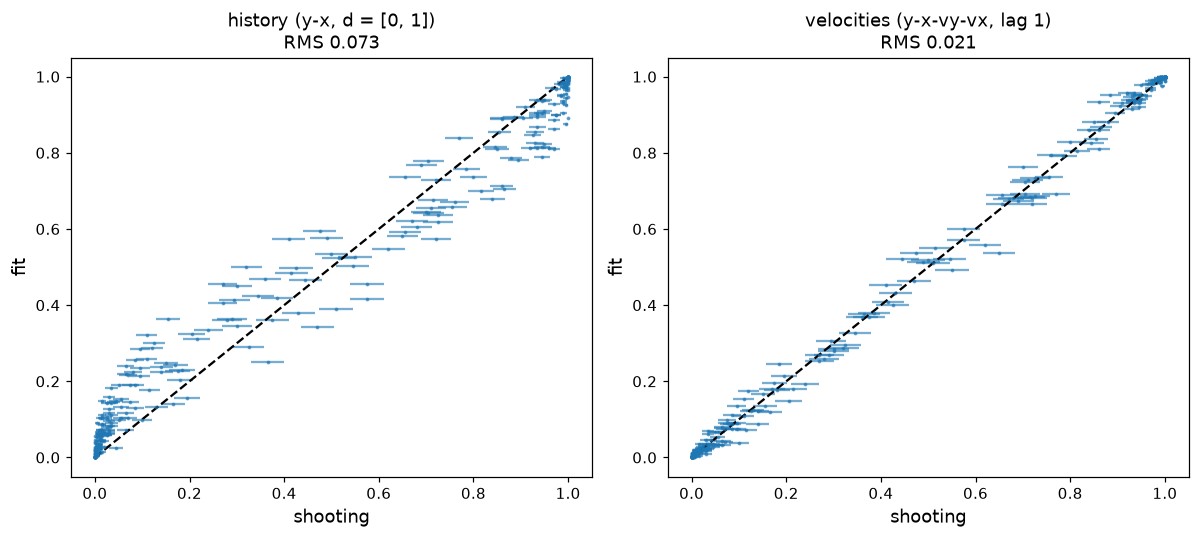 history (y-x, d = [0, 1])
RMS 0.073
fit
1.0
0.8
0.6
0.4
0.2
0.0
0.0 0.2 0.4 0.6 0.8 1.0
shooting
velocities (y-x-vy-vx, lag 1)
RMS 0.021
fit
1.0
0.8
0.6
0.4
0.2
0.0
0.0 0.2 0.4 0.6 0.8 1.0
shooting